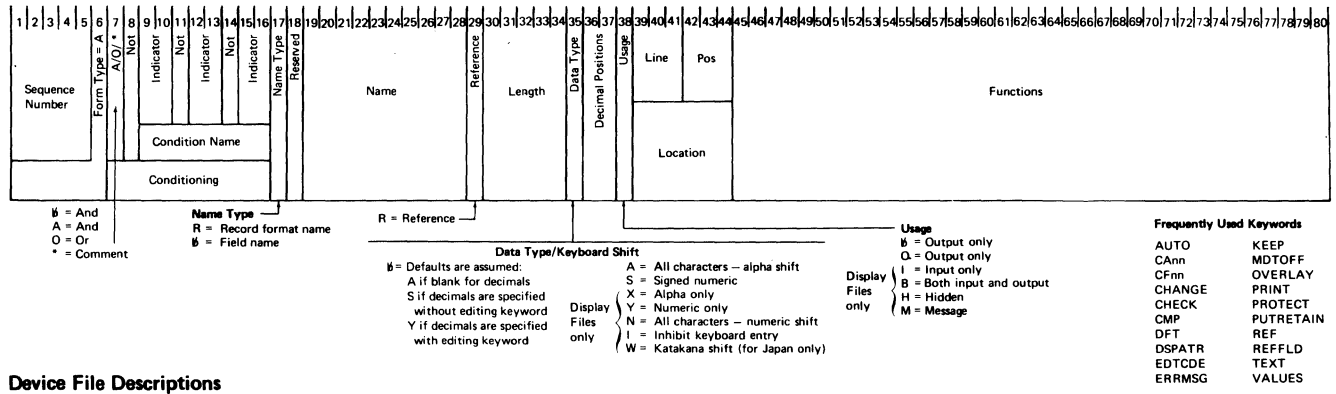 1 2 3 4 5 6 7 8 9 10 11 12 13 14 15 16 17 18 19 20 21 22 23 24 25 26 27 28 29 30 31 32 33 34 35 36 37 38 39 40 41 42 43 44 45 46 47 48 49 50 51 52 53 54 55 56 57 58 59 60 61 62 63 64 65 66 67 68 69 70 71 72 73 74 75 76 77 78 79 80
Sequence
Number
Form Type = A
A/O/ *
Not
Indicator
Not
Indicator
Not
Indicator
Condition Name
Conditioning
Name Type
Reserved
Name
Reference
Length
Data Type
Decimal Positions
Usage
Line
Pos
Location
Functions
ƀ = And
A = And
O = Or
* = Comment
Name Type
R = Record format name
ƀ = Field name
R = Reference
Data Type/Keyboard Shift
ƀ = Defaults are assumed:
A if blank for decimals
S if decimals are specified
without editing keyword
Y if decimals are specified
with editing keyword
A = All characters – alpha shift
S = Signed numeric
Display
Files
only
X = Alpha only
Y = Numeric only
N = All characters – numeric shift
I = Inhibit keyboard entry
W = Katakana shift (for Japan only)
Usage
ƀ = Output only
O = Output only
Display
Files
only
I = Input only
B = Both input and output
H = Hidden
M = Message
Frequently Used Keywords
AUTO KEEP
CAnn MDTOFF
CFnn OVERLAY
CHANGE PRINT
CHECK PROTECT
CMP PUTRETAIN
DFT REF
DSPATR REFFLD
EDTCDE TEXT
ERRMSG VALUES
Device File Descriptions